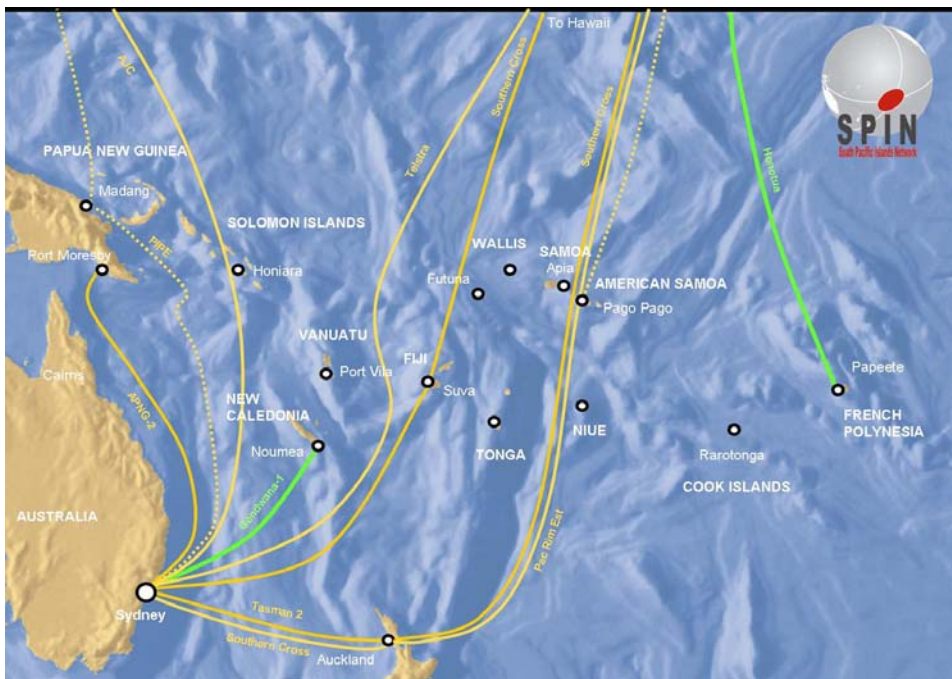 To Hawaii
AJC
Southern Cross
Telstra
Southern Cross
Honotua
SPIN
South Pacific Islands Network
PAPUA NEW GUINEA
Madang
PIPE
SOLOMON ISLANDS
Rort Moresby
Honiara
WALLIS
Futuna
SAMOA
Apia
AMERICAN SAMOA
Pago Pago
VANUATU
Port Vila
FIJI
Suva
Cairns
APNG-2
NEW
CALEDONIA
Noumea
TONGA
NIUE
Papeete
FRENCH
POLYNESIA
Rarotonga
COOK ISLANDS
Gondwana-1
AUSTRALIA
Pac Rim Est
Sydney
Tasman 2
Southern Cross
Auckland